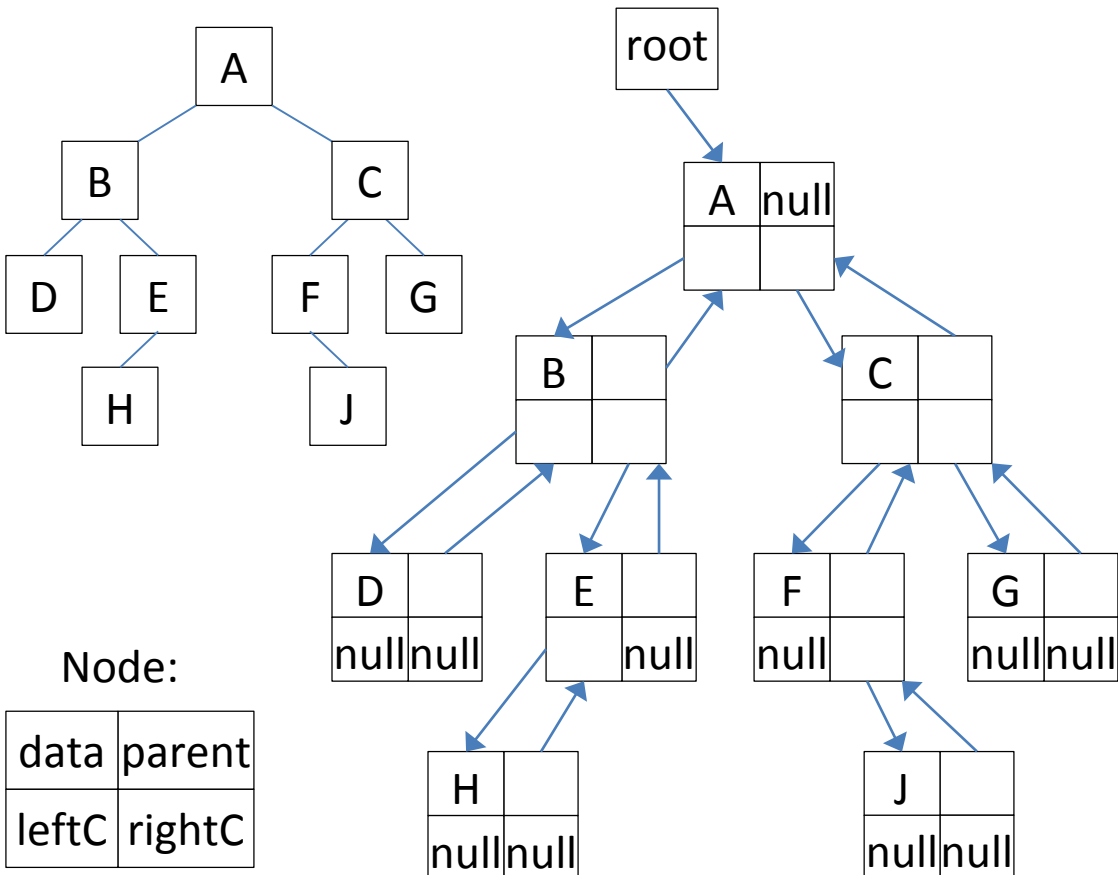 A
B
C
D
E
F
G
H
J
root
A null
B
C
D
null null
E
null
F
null
G
null null
H
null null
J
null null
Node:
data parent
leftC rightC